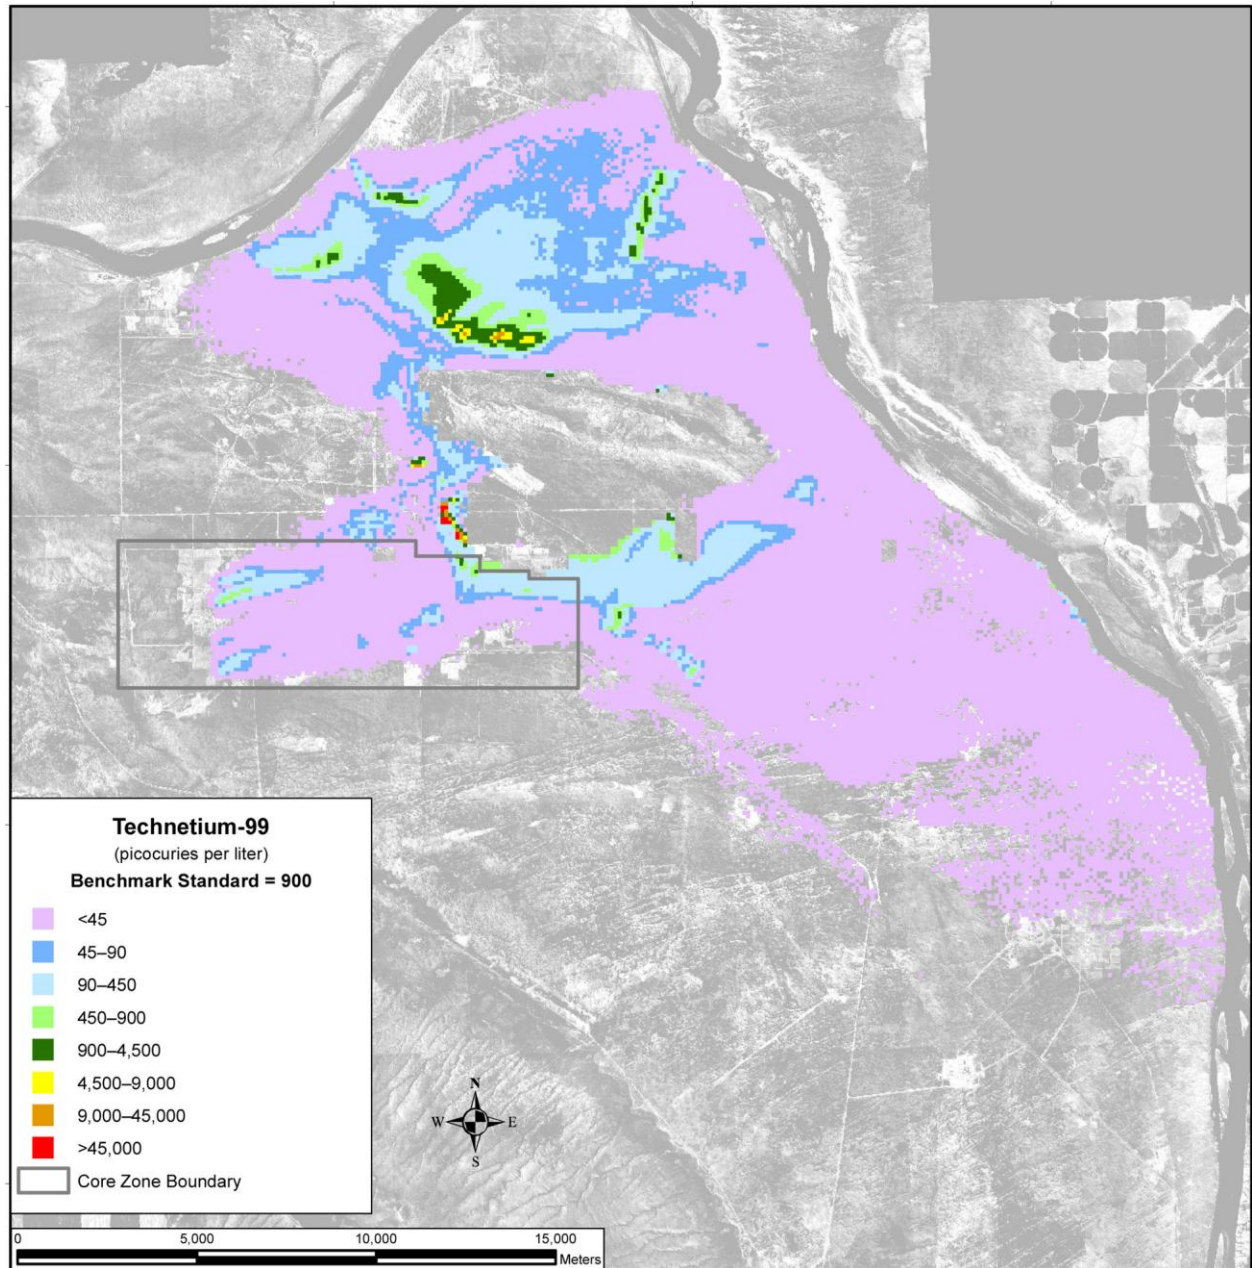 Technetium-99
(picocuries per liter)
Benchmark Standard = 900
<45
45–90
90–450
450–900
900–4,500
4,500–9,000
9,000–45,000
>45,000
Core Zone Boundary
N
W E
S
0 5,000 10,000 15,000
Meters